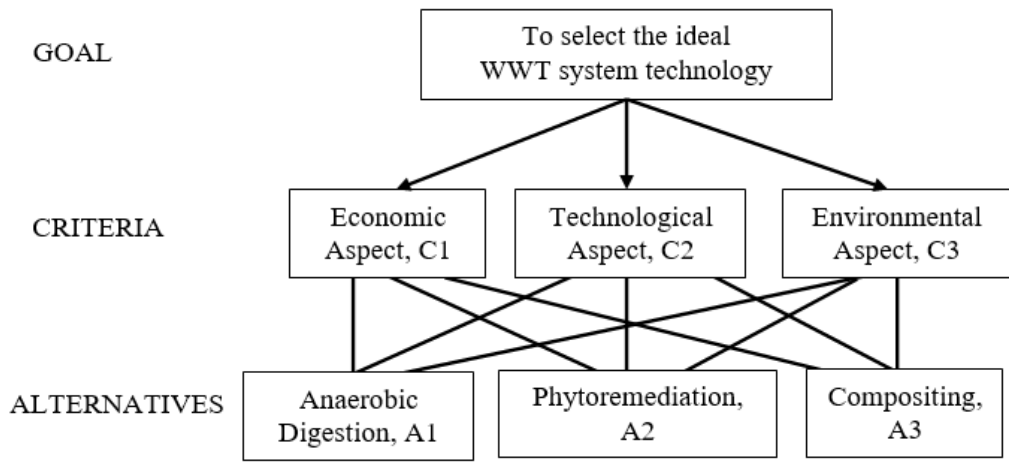 GOAL
To select the ideal
WWT system technology
CRITERIA
Economic
Aspect, C1
Technological
Aspect, C2
Environmental
Aspect, C3
ALTERNATIVES
Anaerobic
Digestion, A1
Phytoremediation,
A2
Compositing,
A3